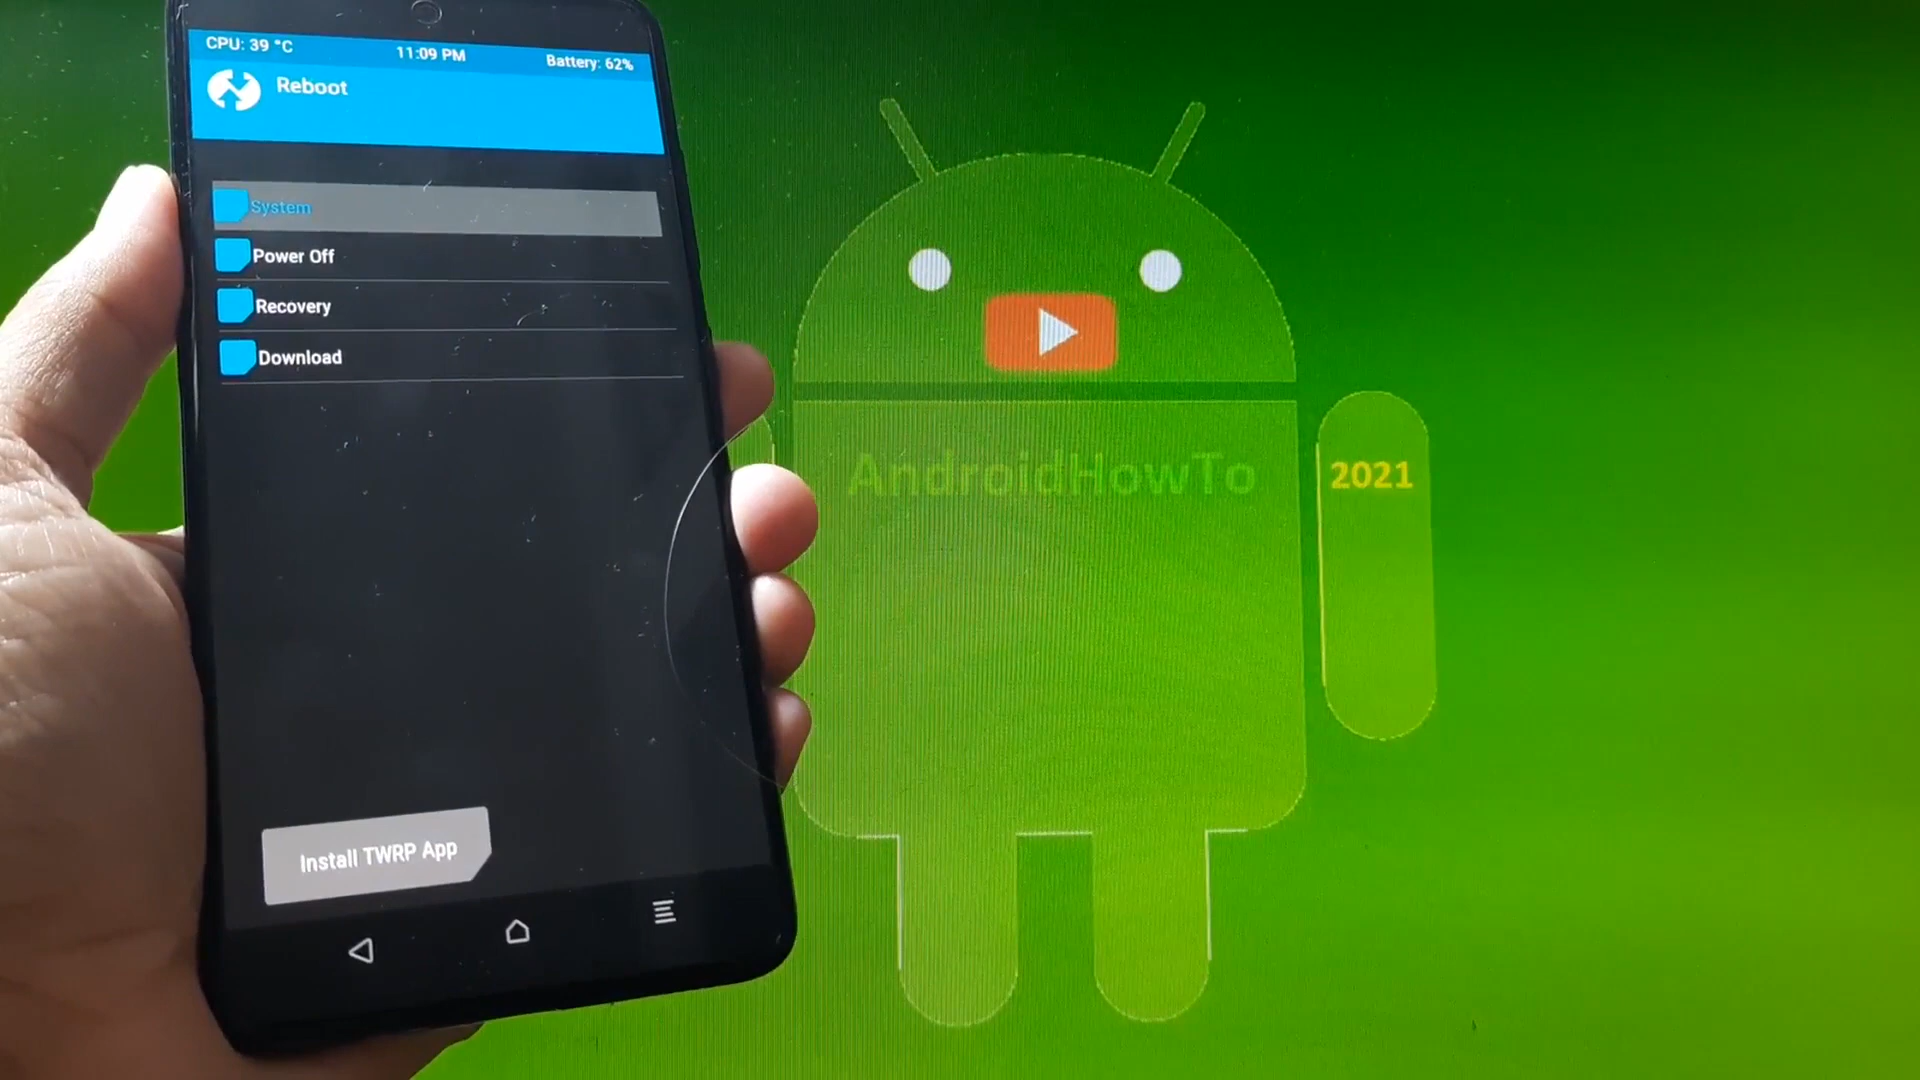 CPU: 39 °C
11:09 PM
Battery: 62%
Reboot
System
Power Off
Recovery
Download
Install TWRP App
AndroidHowTo
2021